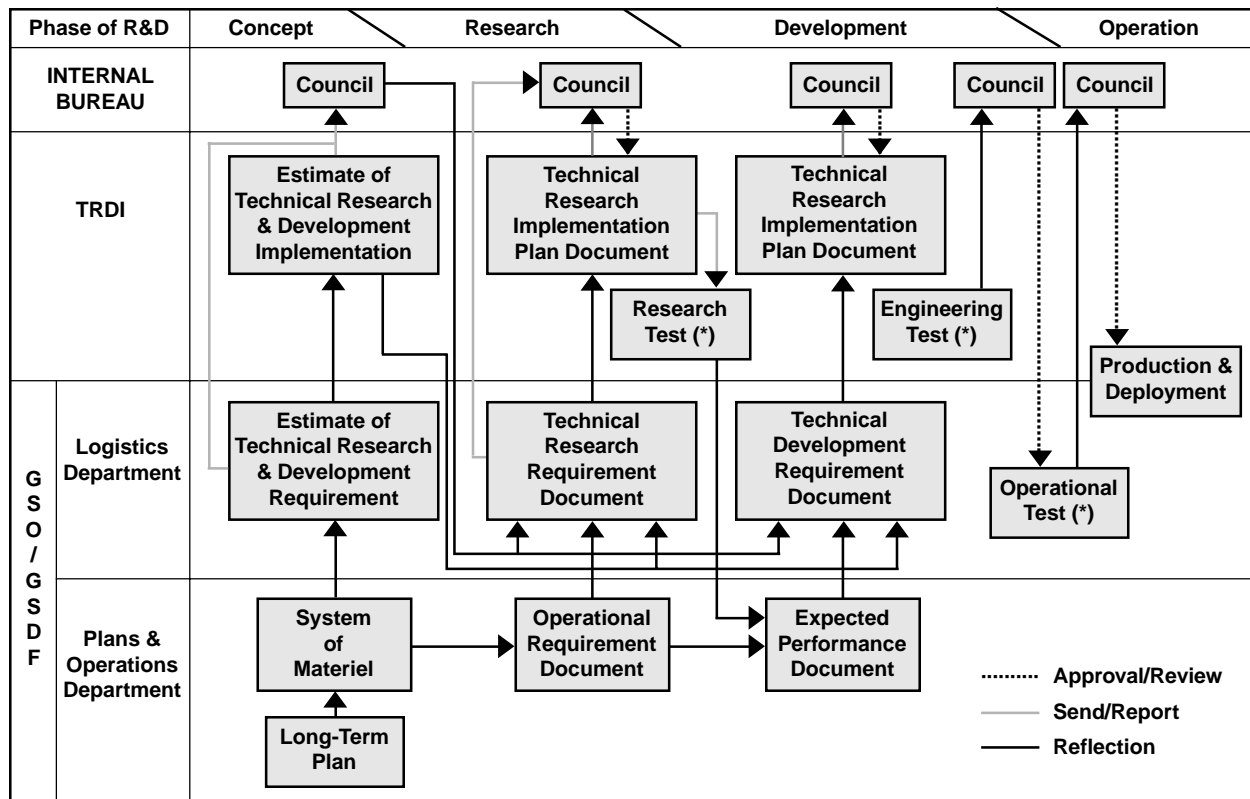 Phase of R&D
Concept
Research
Development
Operation
INTERNAL
BUREAU
Council
Council
Council
Council
Council
TRDI
Estimate of
Technical Research
& Development
Implementation
Technical
Research
Implementation
Plan Document
Technical
Research
Implementation
Plan Document
Research
Test (*)
Engineering
Test (*)
Production &
Deployment
G
S
O
/
G
S
D
F
Logistics
Department
Estimate of
Technical Research
& Development
Requirement
Technical
Research
Requirement
Document
Technical
Development
Requirement
Document
Operational
Test (*)
Plans &
Operations
Department
System
of
Materiel
Operational
Requirement
Document
Expected
Performance
Document
Long-Term
Plan
Approval/Review
Send/Report
Reflection